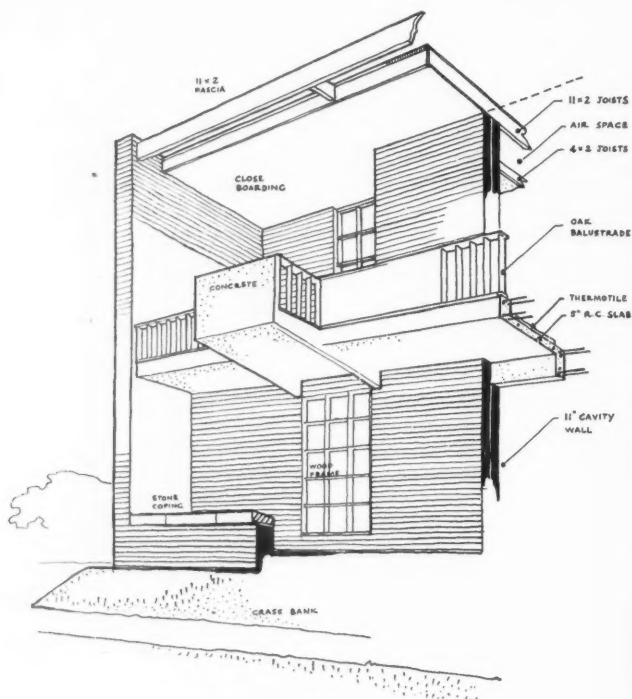 11 × 2
FASCIA
11×2 JOISTS
AIR SPACE
4×2 JOISTS
CLOSE
BOARDING
OAK
BALUSTRADE
CONCRETE
THERMOTILE
5" R.C. SLAB
11" CAVITY
WALL
WOOD
FRAME
STONE
COPING
GRASS BANK